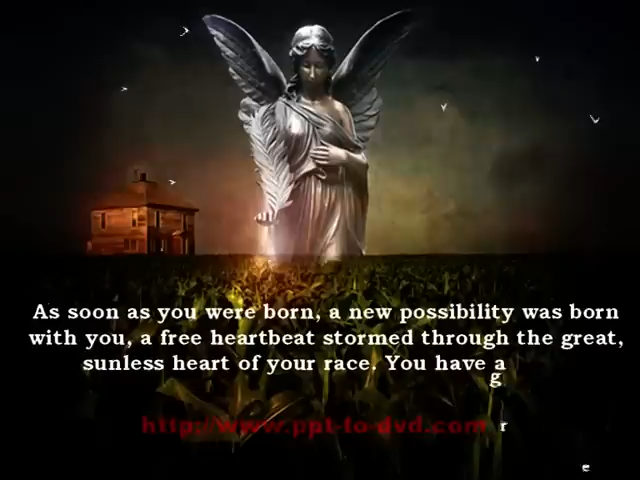 As soon as you were born, a new possibility was born
with you, a free heartbeat stormed through the great,
sunless heart of your race. You have a
g
http://www.ppt-to-dvd.com
r
e